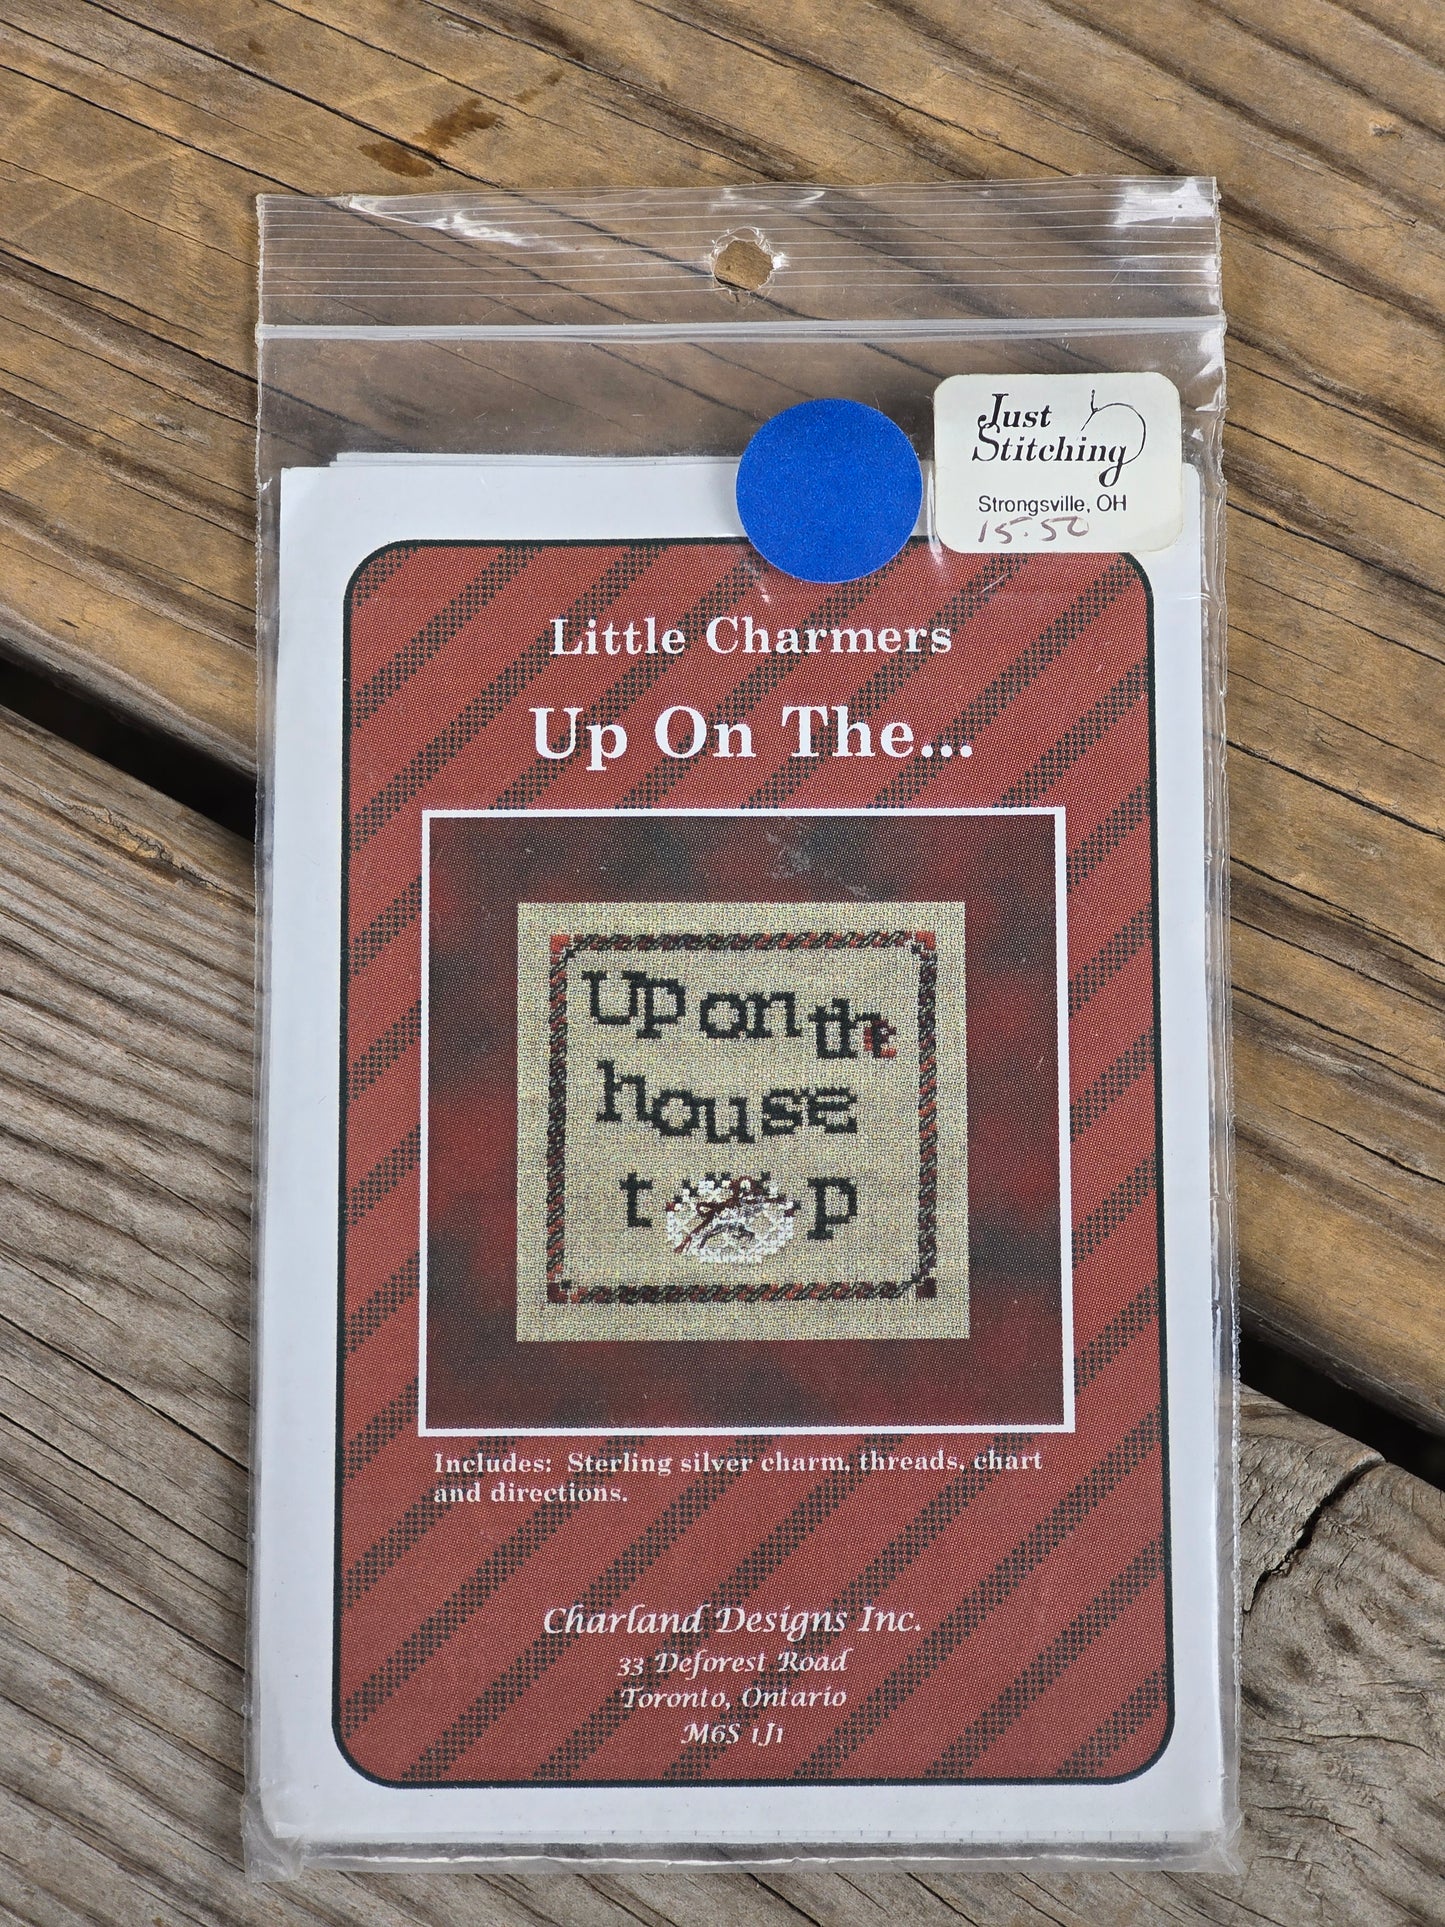 Just
Stitching
Strongsville, OH
15.50
Little Charmers
Up On The...
Up on the
house
t p
Includes: Sterling silver charm, threads, chart
and directions.
Charland Designs Inc.
33 Deforest Road
Toronto, Ontario
M6S 1J1